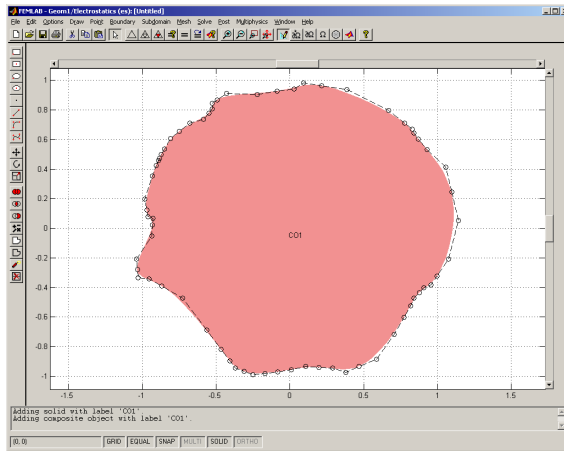 FEMLAB - Geom1/Electrostatics (es): [Untitled]
File Edit Options Draw Point Boundary Subdomain Mesh Solve Post Multiphysics Window Help
1
0.8
0.6
0.4
0.2
0
-0.2
-0.4
-0.6
-0.8
-1
CO1
-1.5 -1 -0.5 0 0.5 1 1.5
Adding solid with label 'CO1'.
Adding composite object with label 'CO1'.
(0, 0) GRID EQUAL SNAP MULTI SOLID ORTHO